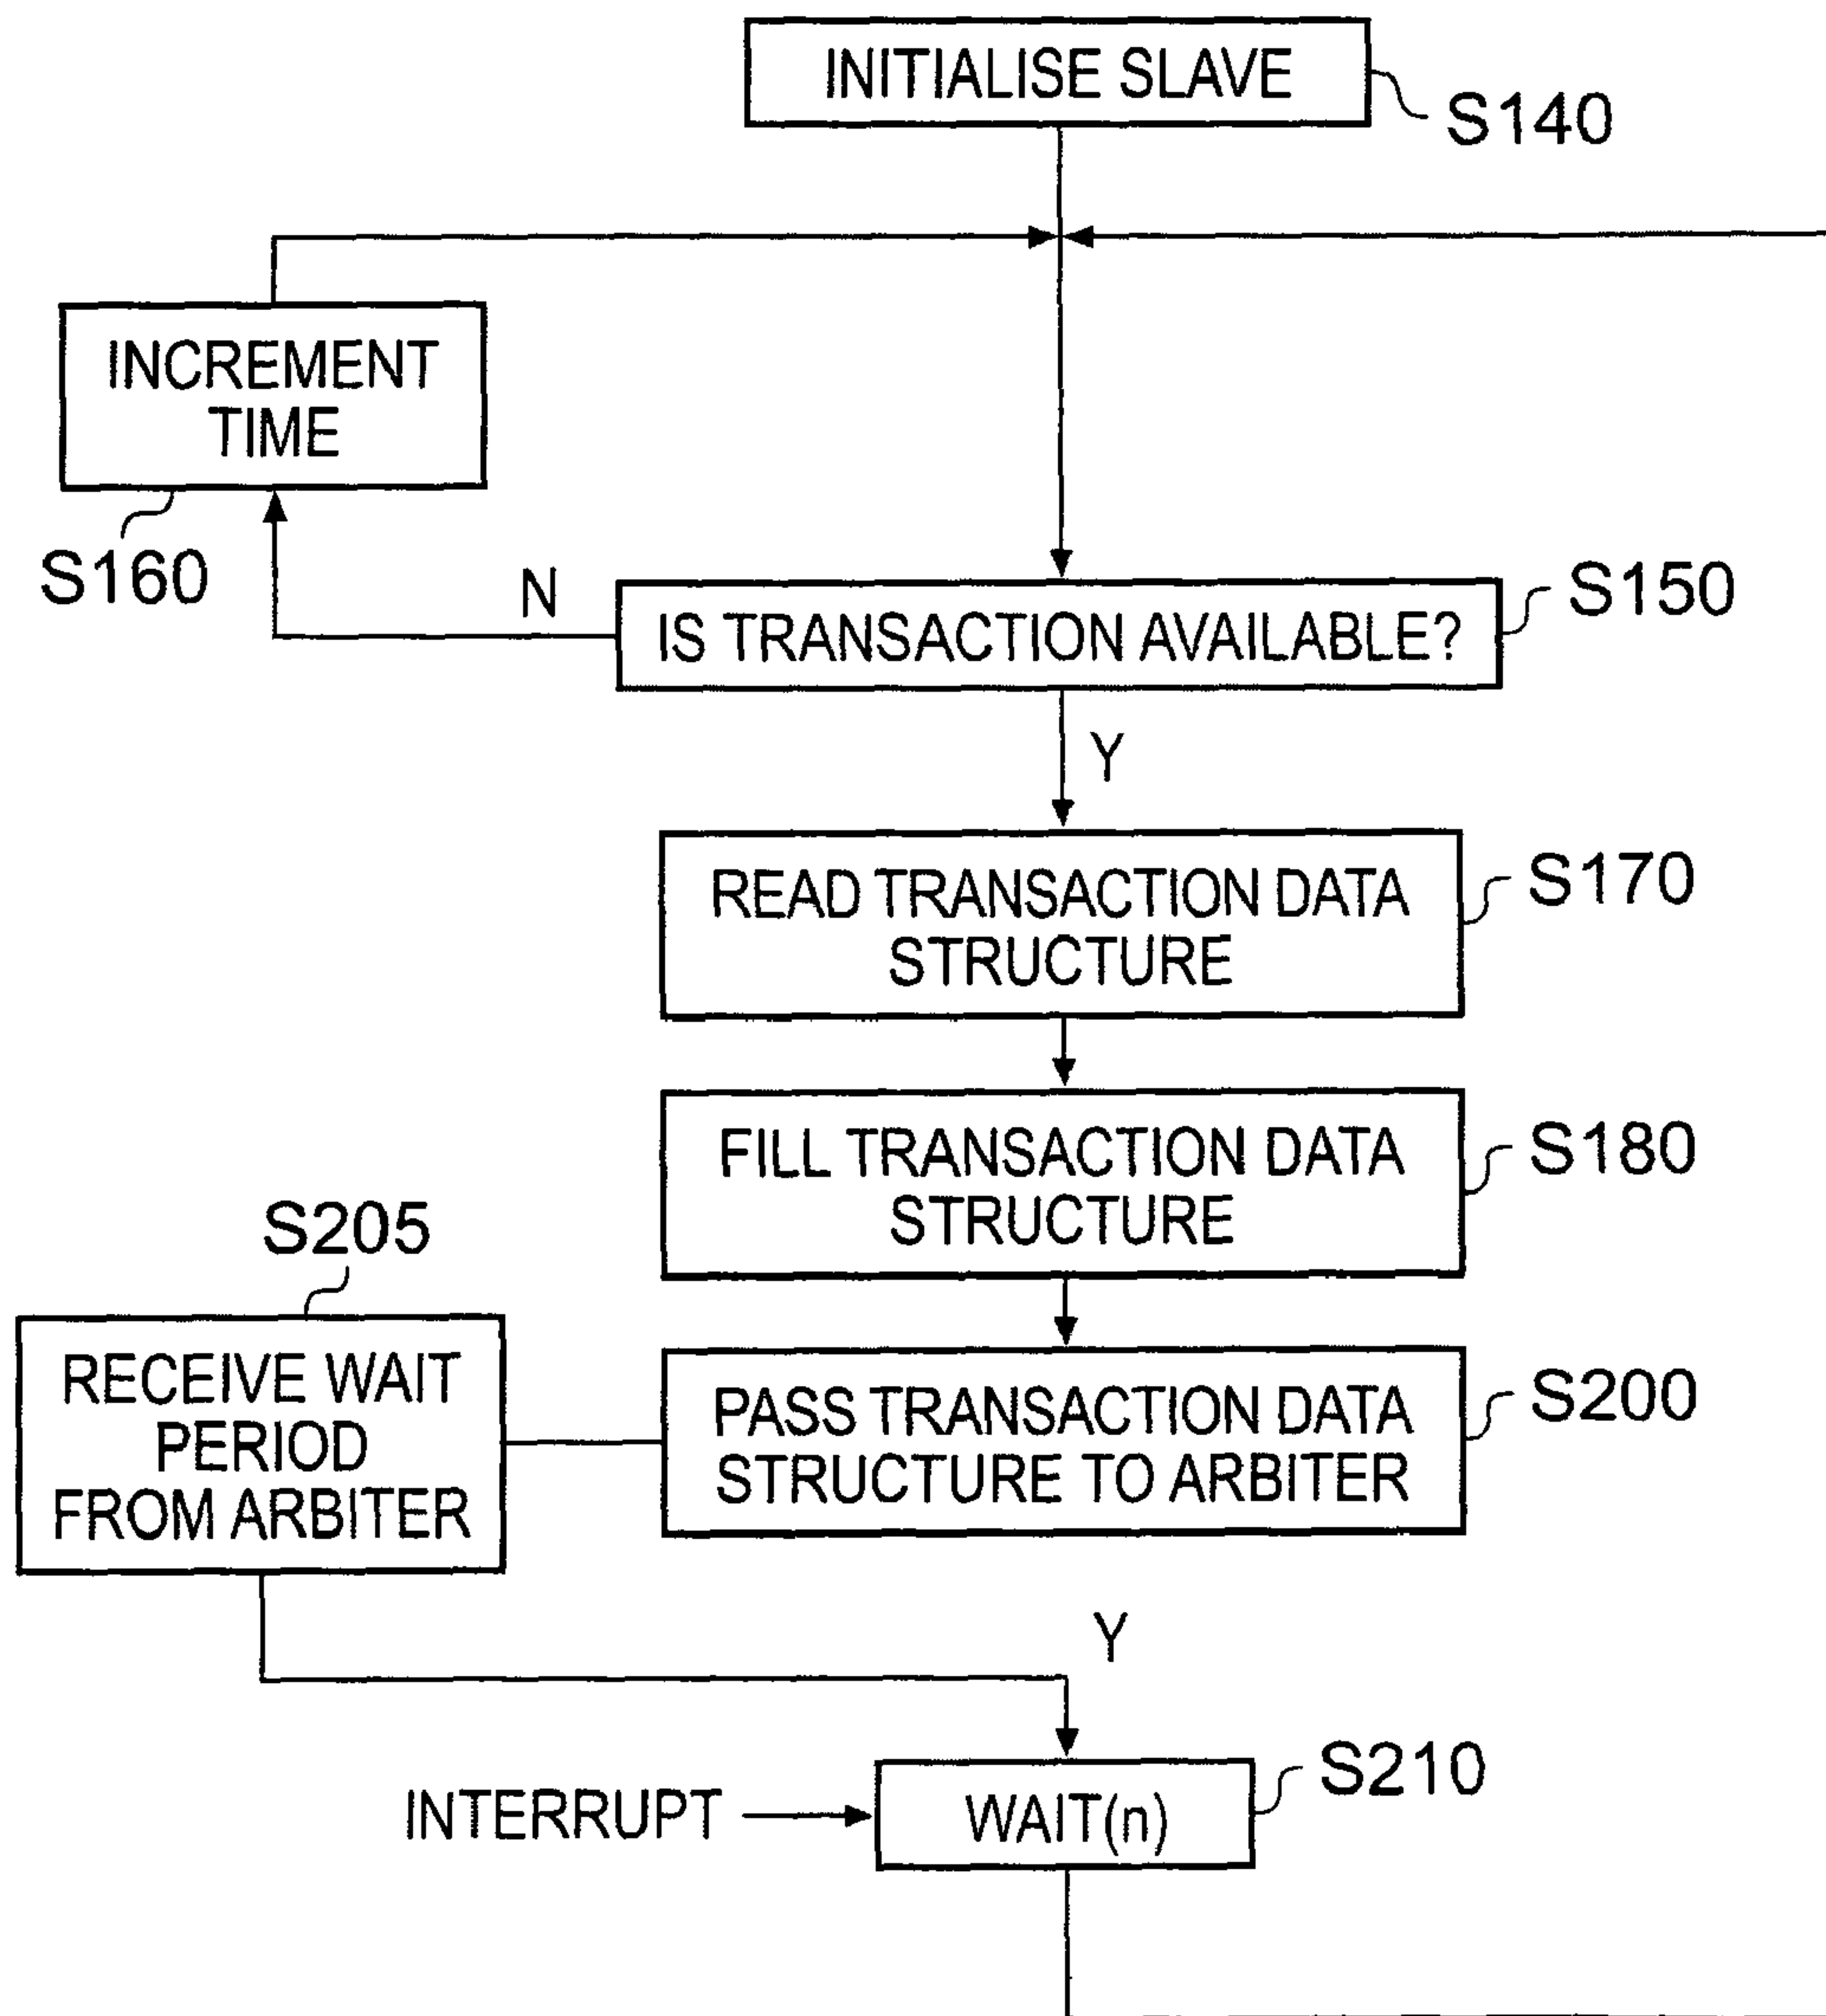 INITIALISE SLAVE
S140
INCREMENT
TIME
S160
N
IS TRANSACTION AVAILABLE?
S150
Y
READ TRANSACTION DATA
STRUCTURE
S170
FILL TRANSACTION DATA
STRUCTURE
S180
S205
RECEIVE WAIT
PERIOD
FROM ARBITER
PASS TRANSACTION DATA
STRUCTURE TO ARBITER
S200
Y
INTERRUPT
WAIT(n)
S210